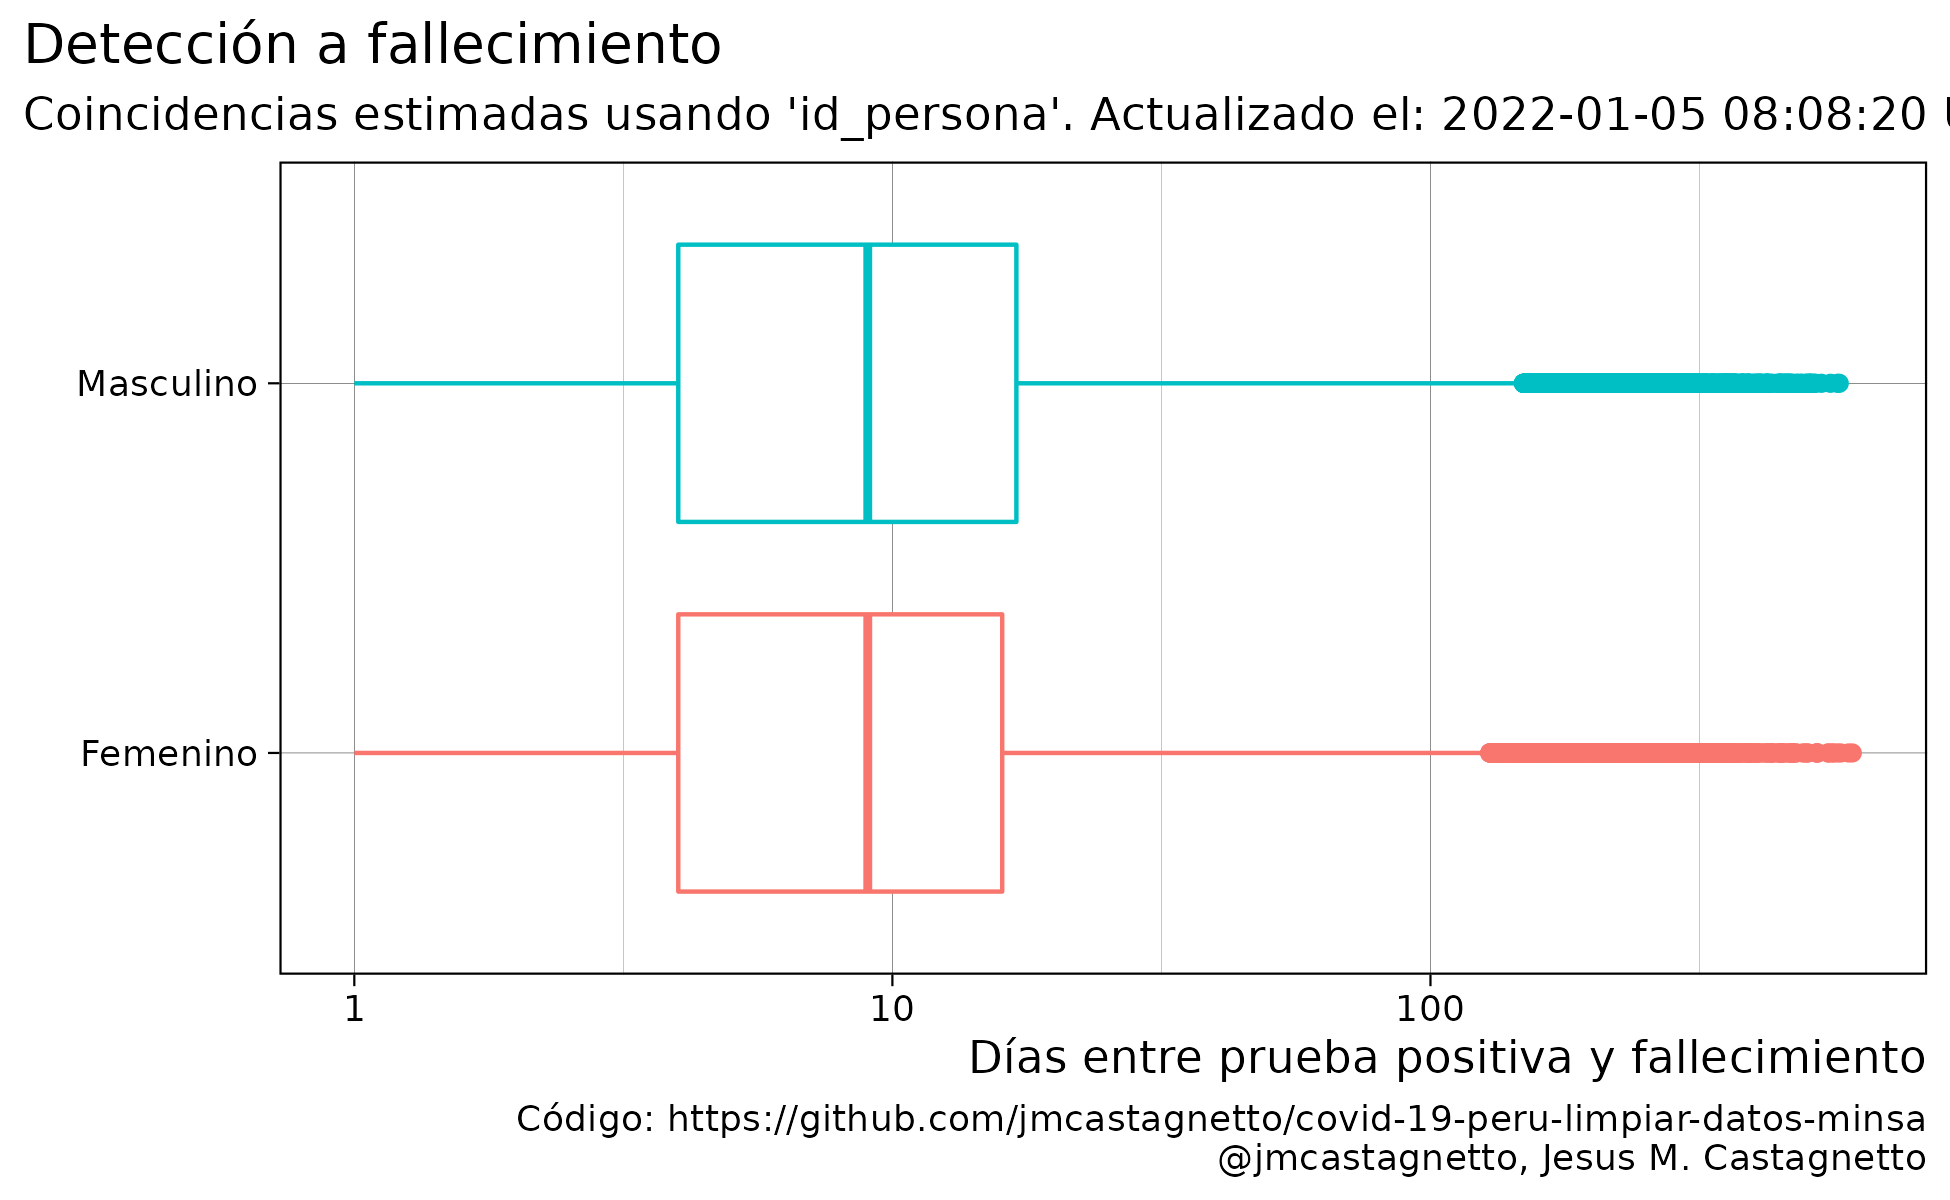 Detección a fallecimiento
Coincidencias estimadas usando 'id_persona'. Actualizado el: 2022-01-05 08:08:20
Masculino
Femenino
1 10 100
Días entre prueba positiva y fallecimiento
Código: https://github.com/jmcastagnetto/covid-19-peru-limpiar-datos-minsa
@jmcastagnetto, Jesus M. Castagnetto